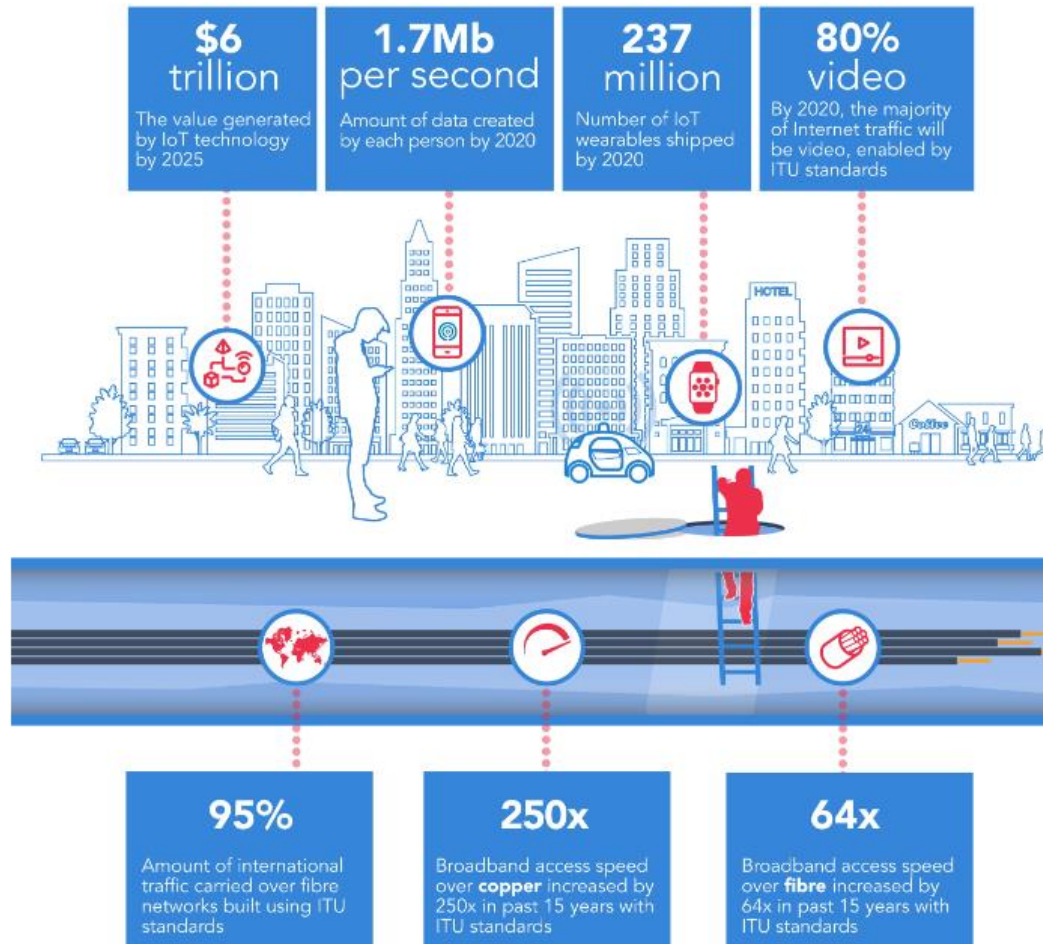 $6
trillion
The value generated
by IoT technology
by 2025
1.7Mb
per second
Amount of data created
by each person by 2020
237
million
Number of IoT
wearables shipped
by 2020
80%
video
By 2020, the majority
of Internet traffic will
be video, enabled by
ITU standards
HOTEL
24
Coffee
95%
Amount of international
traffic carried over fibre
networks built using ITU
standards
250x
Broadband access speed
over copper increased by
250x in past 15 years with
ITU standards
64x
Broadband access speed
over fibre increased by
64x in past 15 years with
ITU standards